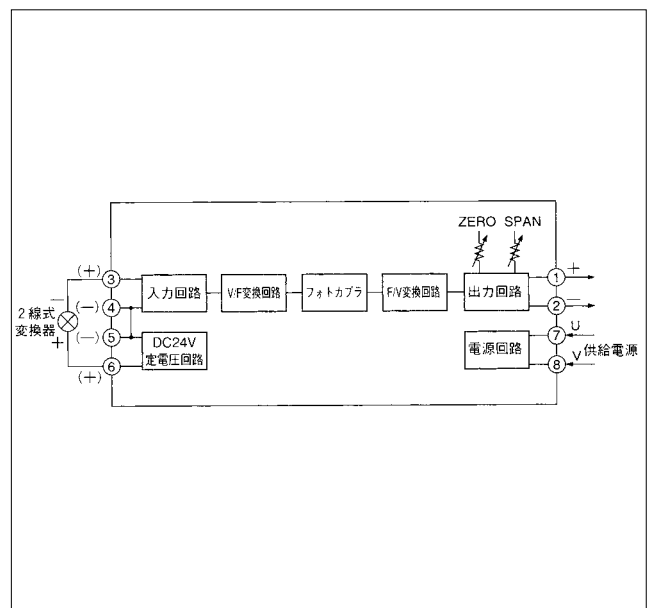 ZERO SPAN
(+) ③ 入力回路 V/F変換回路 フォトカプラ F/V変換回路 出力回路 ① +
② −
− (−) ④
2線式
変換器
+ (−) ⑤ DC24V
定電圧回路
(+) ⑥
電源回路 ⑦ U
⑧ V 供給電源